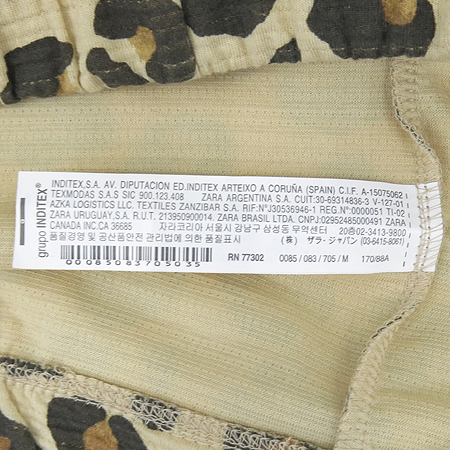 grupo INDITEX
INDITEX,S.A. AV. DIPUTACION ED.INDITEX ARTEIXO A CORUÑA (SPAIN) C.I.F. A-15075062
TEXMODAS S.A.S SIC 900.123.408 ZARA ARGENTINA S.A. CUIT:30-69314836-3 V-127-01
AZKA LOGISTICS LLC. TEXTILES ZANZIBAR S.A. RIF:NºJ30536946-1 REG.Nº:0000051 TI-02
ZARA URUGUAY,S.A. R.U.T. 213950900014. ZARA BRASIL LTDA. CNPJ:02952485000491 ZARA
CANADA INC.CA 36685 자라코리아 서울시 강남구 삼성동 무역센터 20층02-3413-9800
품질경영 및 공산품안전 관리법에 의한 품질표시 (株) ザラ・ジャパン (03-6415-8061)
00085083705035 RN 77302 0085 / 083 / 705 / M 170/88A